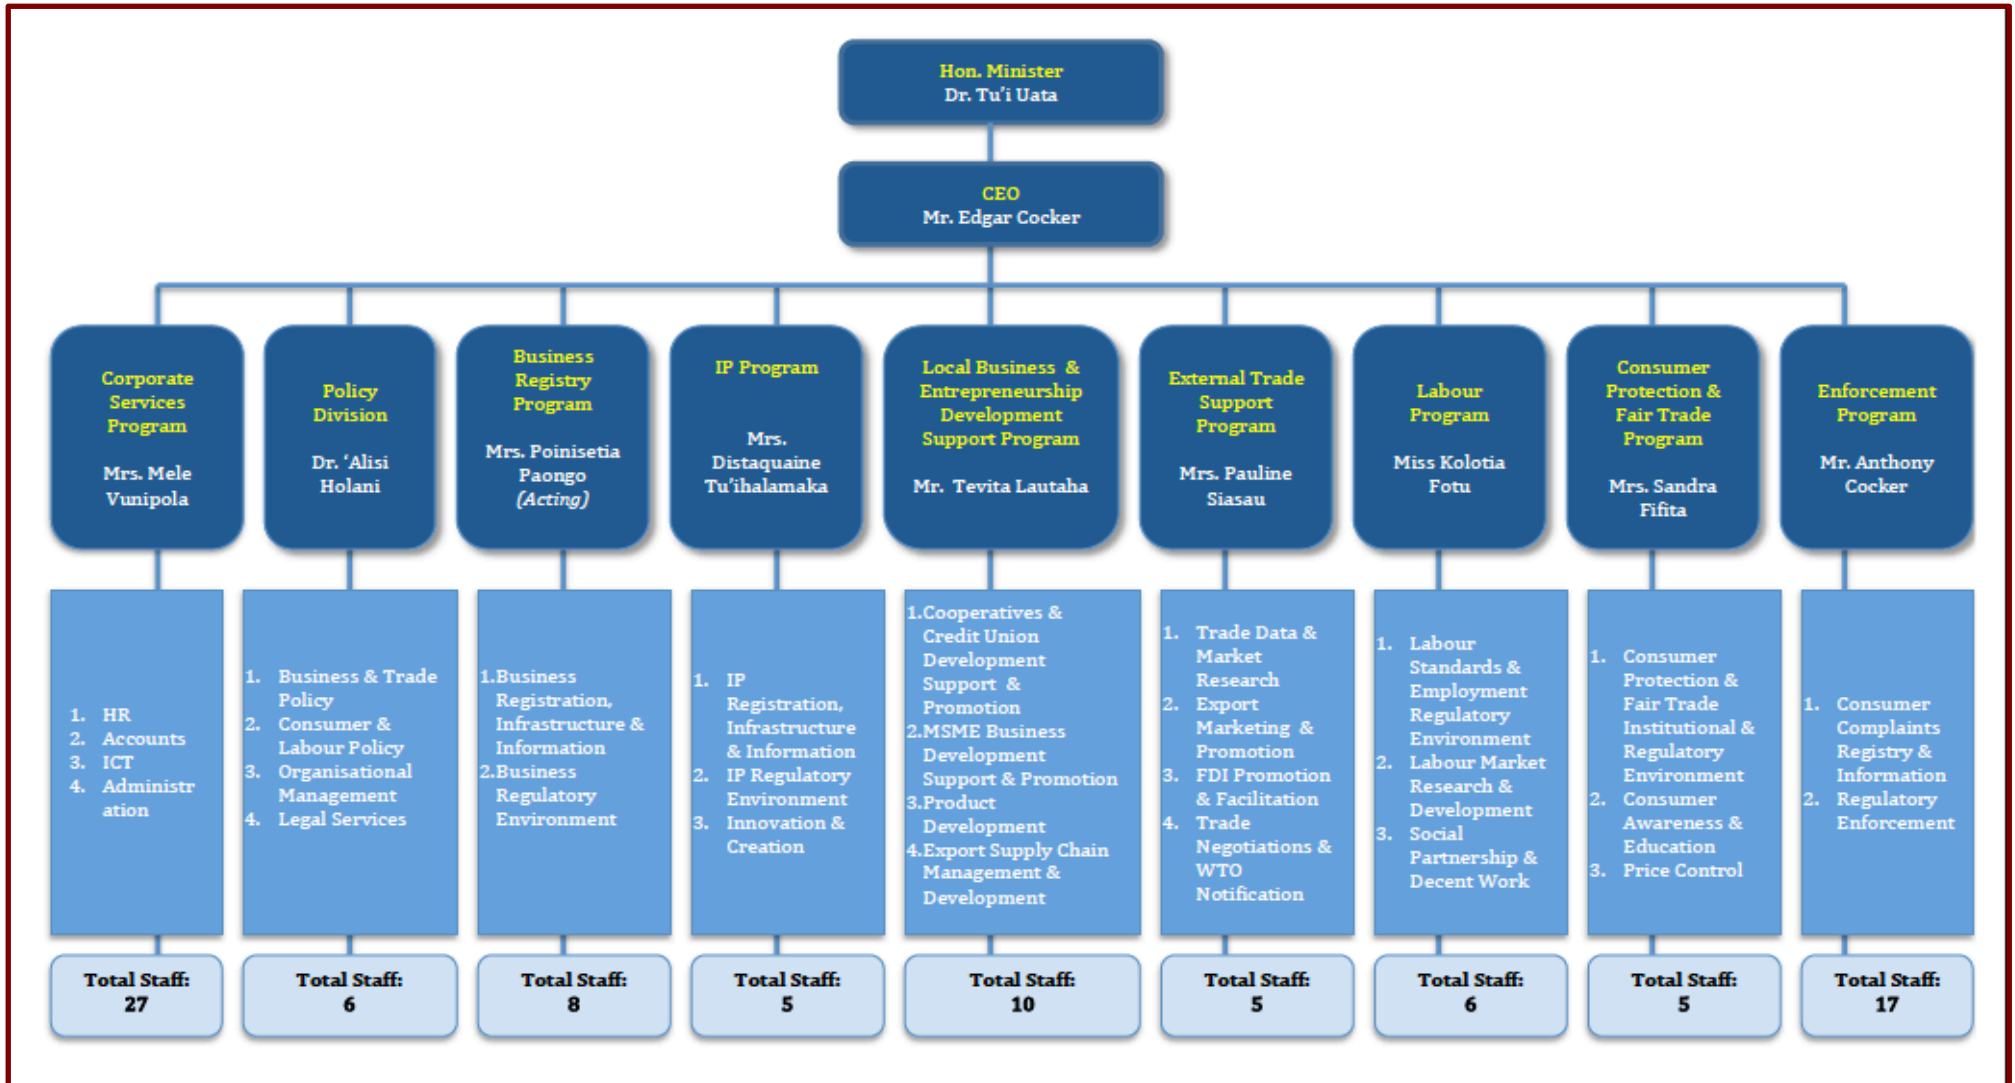 Hon. Minister
Dr. Tu’i Uata
CEO
Mr. Edgar Cocker
Corporate
Services
Program
Mrs. Mele
Vunipola
Policy
Division
Dr. ‘Alisi
Holani
Business
Registry
Program
Mrs. Poinisetia
Paongo
(Acting)
IP Program
Mrs.
Distaquaine
Tu’ihalamaka
Local Business &
Entrepreneurship
Development
Support Program
Mr. Tevita Lautaha
External Trade
Support
Program
Mrs. Pauline
Siasau
Labour
Program
Miss Kolotia
Fotu
Consumer
Protection &
Fair Trade
Program
Mrs. Sandra
Fifita
Enforcement
Program
Mr. Anthony
Cocker
1. HR
2. Accounts
3. ICT
4. Administr
ation
1. Business & Trade
Policy
2. Consumer &
Labour Policy
3. Organisational
Management
4. Legal Services
1.Business
Registration,
Infrastructure &
Information
2.Business
Regulatory
Environment
1. IP
Registration,
Infrastructure
& Information
2. IP Regulatory
Environment
3. Innovation &
Creation
1.Cooperatives &
Credit Union
Development
Support &
Promotion
2.MSME Business
Development
Support & Promotion
3.Product
Development
4.Export Supply Chain
Management &
Development
1. Trade Data &
Market
Research
2. Export
Marketing &
Promotion
3. FDI Promotion
& Facilitation
4. Trade
Negotiations &
WTO
Notification
1. Labour
Standards &
Employment
Regulatory
Environment
2. Labour Market
Research &
Development
3. Social
Partnership &
Decent Work
1. Consumer
Protection &
Fair Trade
Institutional &
Regulatory
Environment
2. Consumer
Awareness &
Education
3. Price Control
1. Consumer
Complaints
Registry &
Information
2. Regulatory
Enforcement
Total Staff:
27
Total Staff:
6
Total Staff:
8
Total Staff:
5
Total Staff:
10
Total Staff:
5
Total Staff:
6
Total Staff:
5
Total Staff:
17